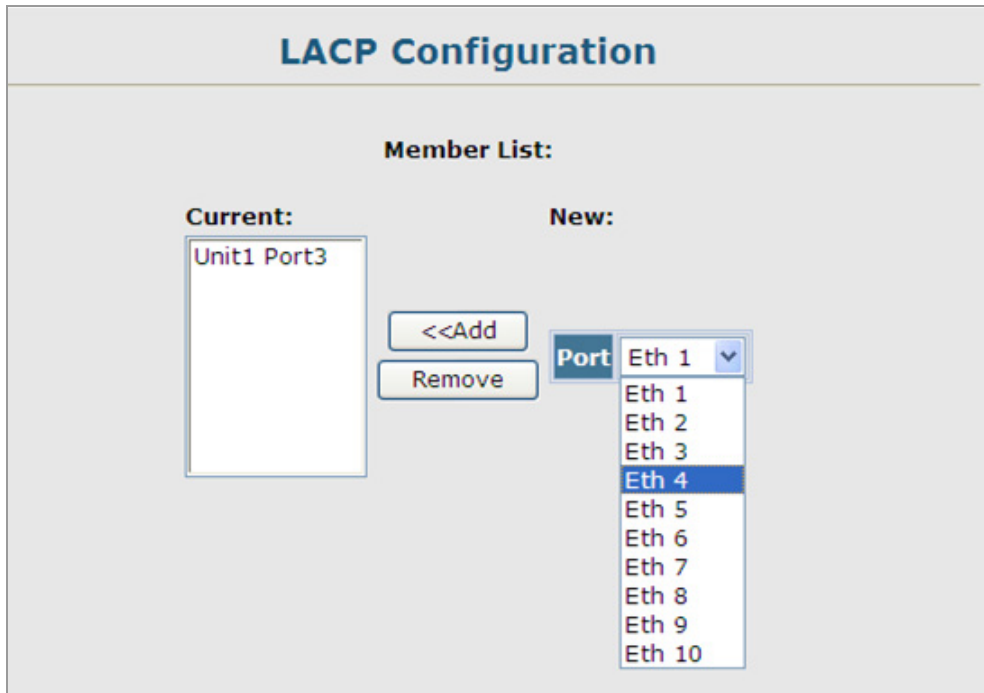 LACP Configuration
Member List:
Current:
New:
Unit1 Port3
<<Add
Remove
Port
Eth 1
Eth 1
Eth 2
Eth 3
Eth 4
Eth 5
Eth 6
Eth 7
Eth 8
Eth 9
Eth 10